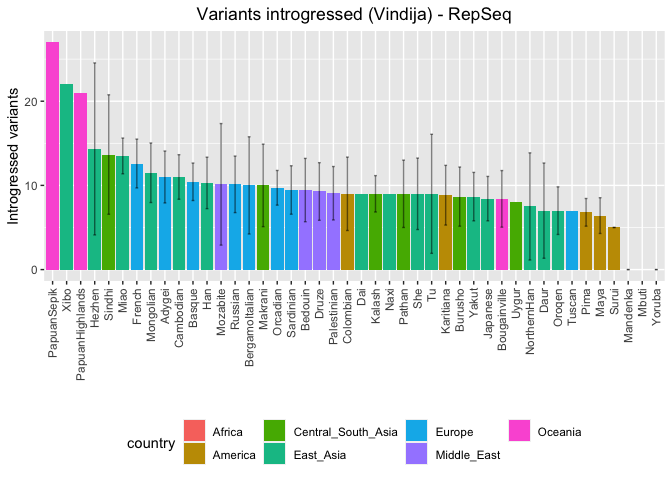 Variants introgressed (Vindija) - RepSeq
Introgressed variants
20
10
0
PapuanSepik
Xibo
PapuanHighlands
Hezhen
Sindhi
Miao
French
Mongolian
Adygei
Cambodian
Basque
Han
Mozabite
Russian
BergamoItalian
Makrani
Orcadian
Sardinian
Bedouin
Druze
Palestinian
Colombian
Dai
Kalash
Naxi
Pathan
She
Tu
Karitiana
Burusho
Yakut
Japanese
Bougainville
Uygur
NorthernHan
Daur
Oroqen
Tuscan
Pima
Maya
Surui
Mandenka
Mbuti
Yoruba
country
Africa
Central_South_Asia
Europe
Oceania
America
East_Asia
Middle_East